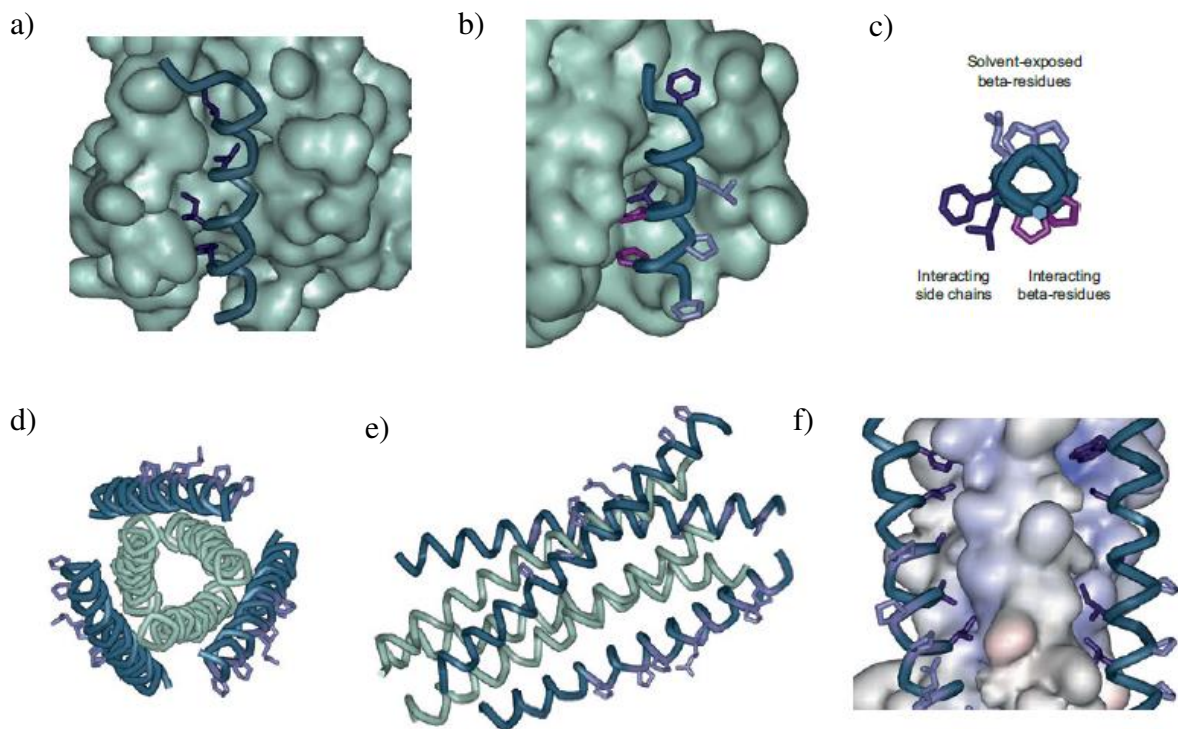 a)
b)
c)
Solvent-exposed
beta-residues
Interacting
side chains
Interacting
beta-residues
d)
e)
f)